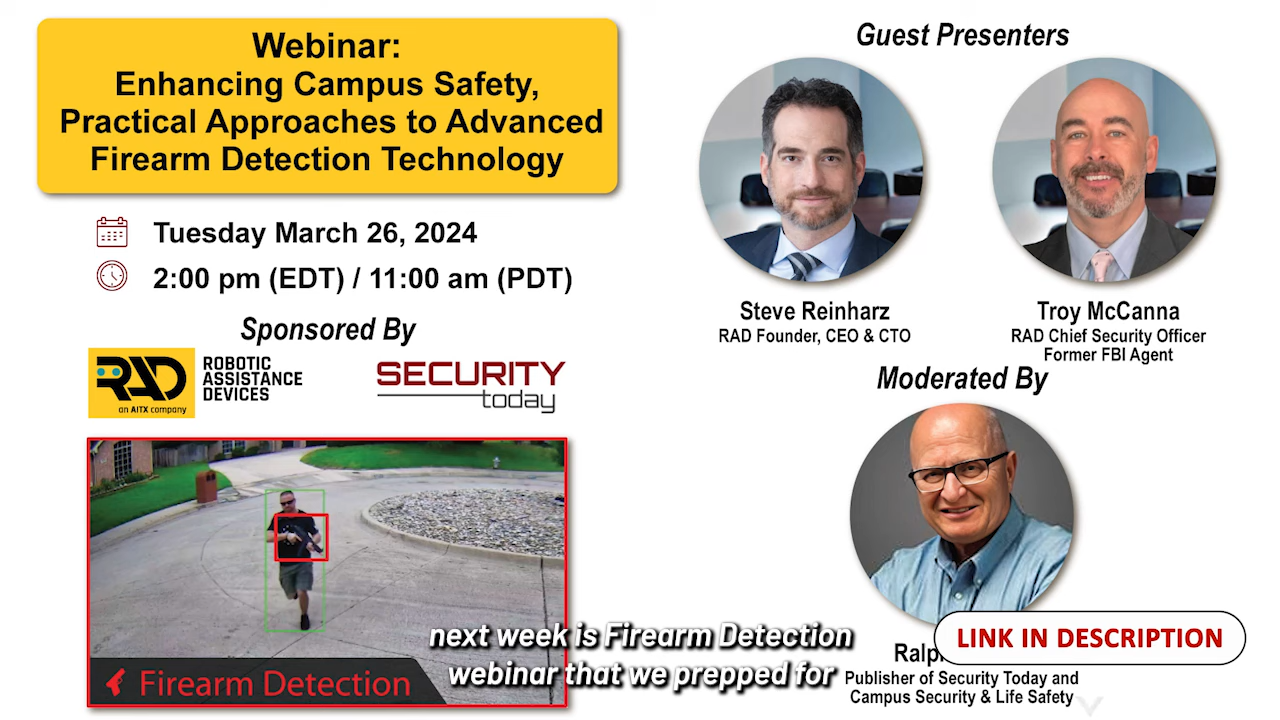 Webinar:
Enhancing Campus Safety,
Practical Approaches to Advanced
Firearm Detection Technology
Tuesday March 26, 2024
2:00 pm (EDT) / 11:00 am (PDT)
Sponsored By
RAD
an AITX company
ROBOTIC
ASSISTANCE
DEVICES
SECURITY
today
Firearm Detection
Guest Presenters
Steve Reinharz
RAD Founder, CEO & CTO
Troy McCanna
RAD Chief Security Officer
Former FBI Agent
Moderated By
LINK IN DESCRIPTION
Publisher of Security Today and
Campus Security & Life Safety
next week is Firearm Detection
webinar that we prepped for